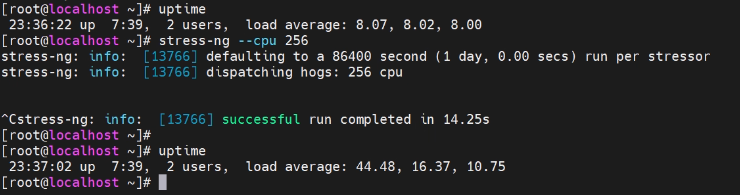 [root@localhost ~]# uptime
 23:36:22 up  7:39,  2 users,  load average: 8.07, 8.02, 8.00
[root@localhost ~]# stress-ng --cpu 256
stress-ng: info:  [13766] defaulting to a 86400 second (1 day, 0.00 secs) run per stressor
stress-ng: info:  [13766] dispatching hogs: 256 cpu
^Cstress-ng: info:  [13766] successful run completed in 14.25s
[root@localhost ~]#
[root@localhost ~]# uptime
 23:37:02 up  7:39,  2 users,  load average: 44.48, 16.37, 10.75
[root@localhost ~]#